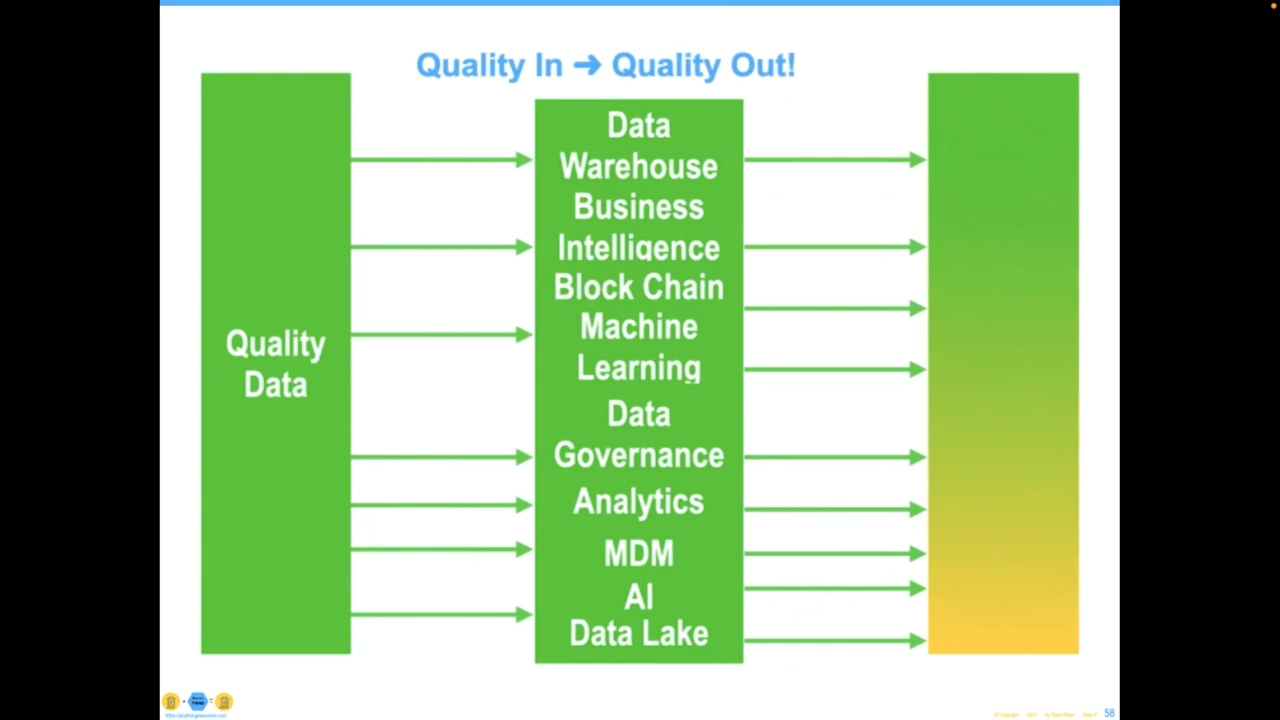 Quality In ➔ Quality Out!
Quality
Data
Data
Warehouse
Business
Intelligence
Block Chain
Machine
Learning
Data
Governance
Analytics
MDM
AI
Data Lake
58